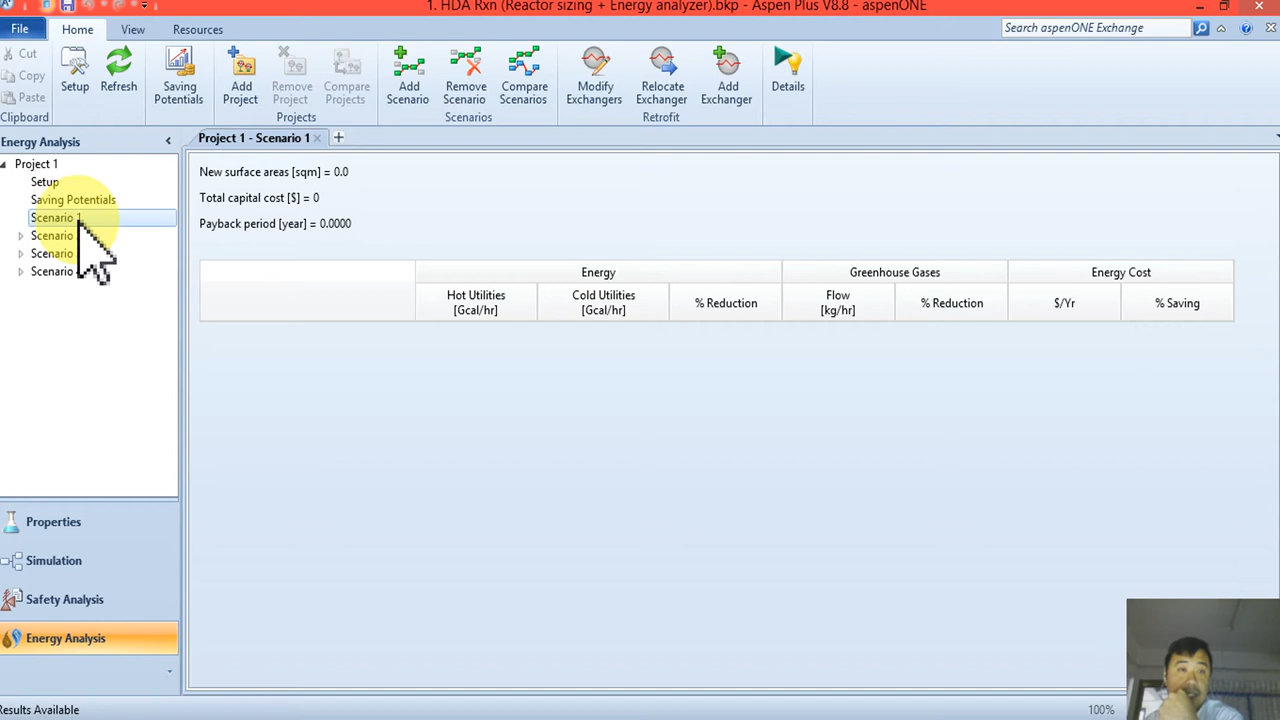 1. HDA Rxn (Reactor sizing + Energy analyzer).bkp - Aspen Plus V8.8 - aspenONE
File
Home
View
Resources
Search aspenONE Exchange
Cut
Copy
Paste
Clipboard
Setup
Refresh
Saving
Potentials
Add
Project
Remove
Project
Compare
Projects
Projects
Add
Scenario
Remove
Scenario
Compare
Scenarios
Scenarios
Modify
Exchangers
Relocate
Exchanger
Add
Exchanger
Retrofit
Details
Energy Analysis
Project 1
Setup
Saving Potentials
Scenario 1
Scenario
Scenario
Scenario
Properties
Simulation
Safety Analysis
Energy Analysis
Project 1 - Scenario 1
New surface areas [sqm] = 0.0
Total capital cost [$] = 0
Payback period [year] = 0.0000
Energy
Greenhouse Gases
Energy Cost
Hot Utilities
[Gcal/hr]
Cold Utilities
[Gcal/hr]
% Reduction
Flow
[kg/hr]
% Reduction
$/Yr
% Saving
Results Available
100%